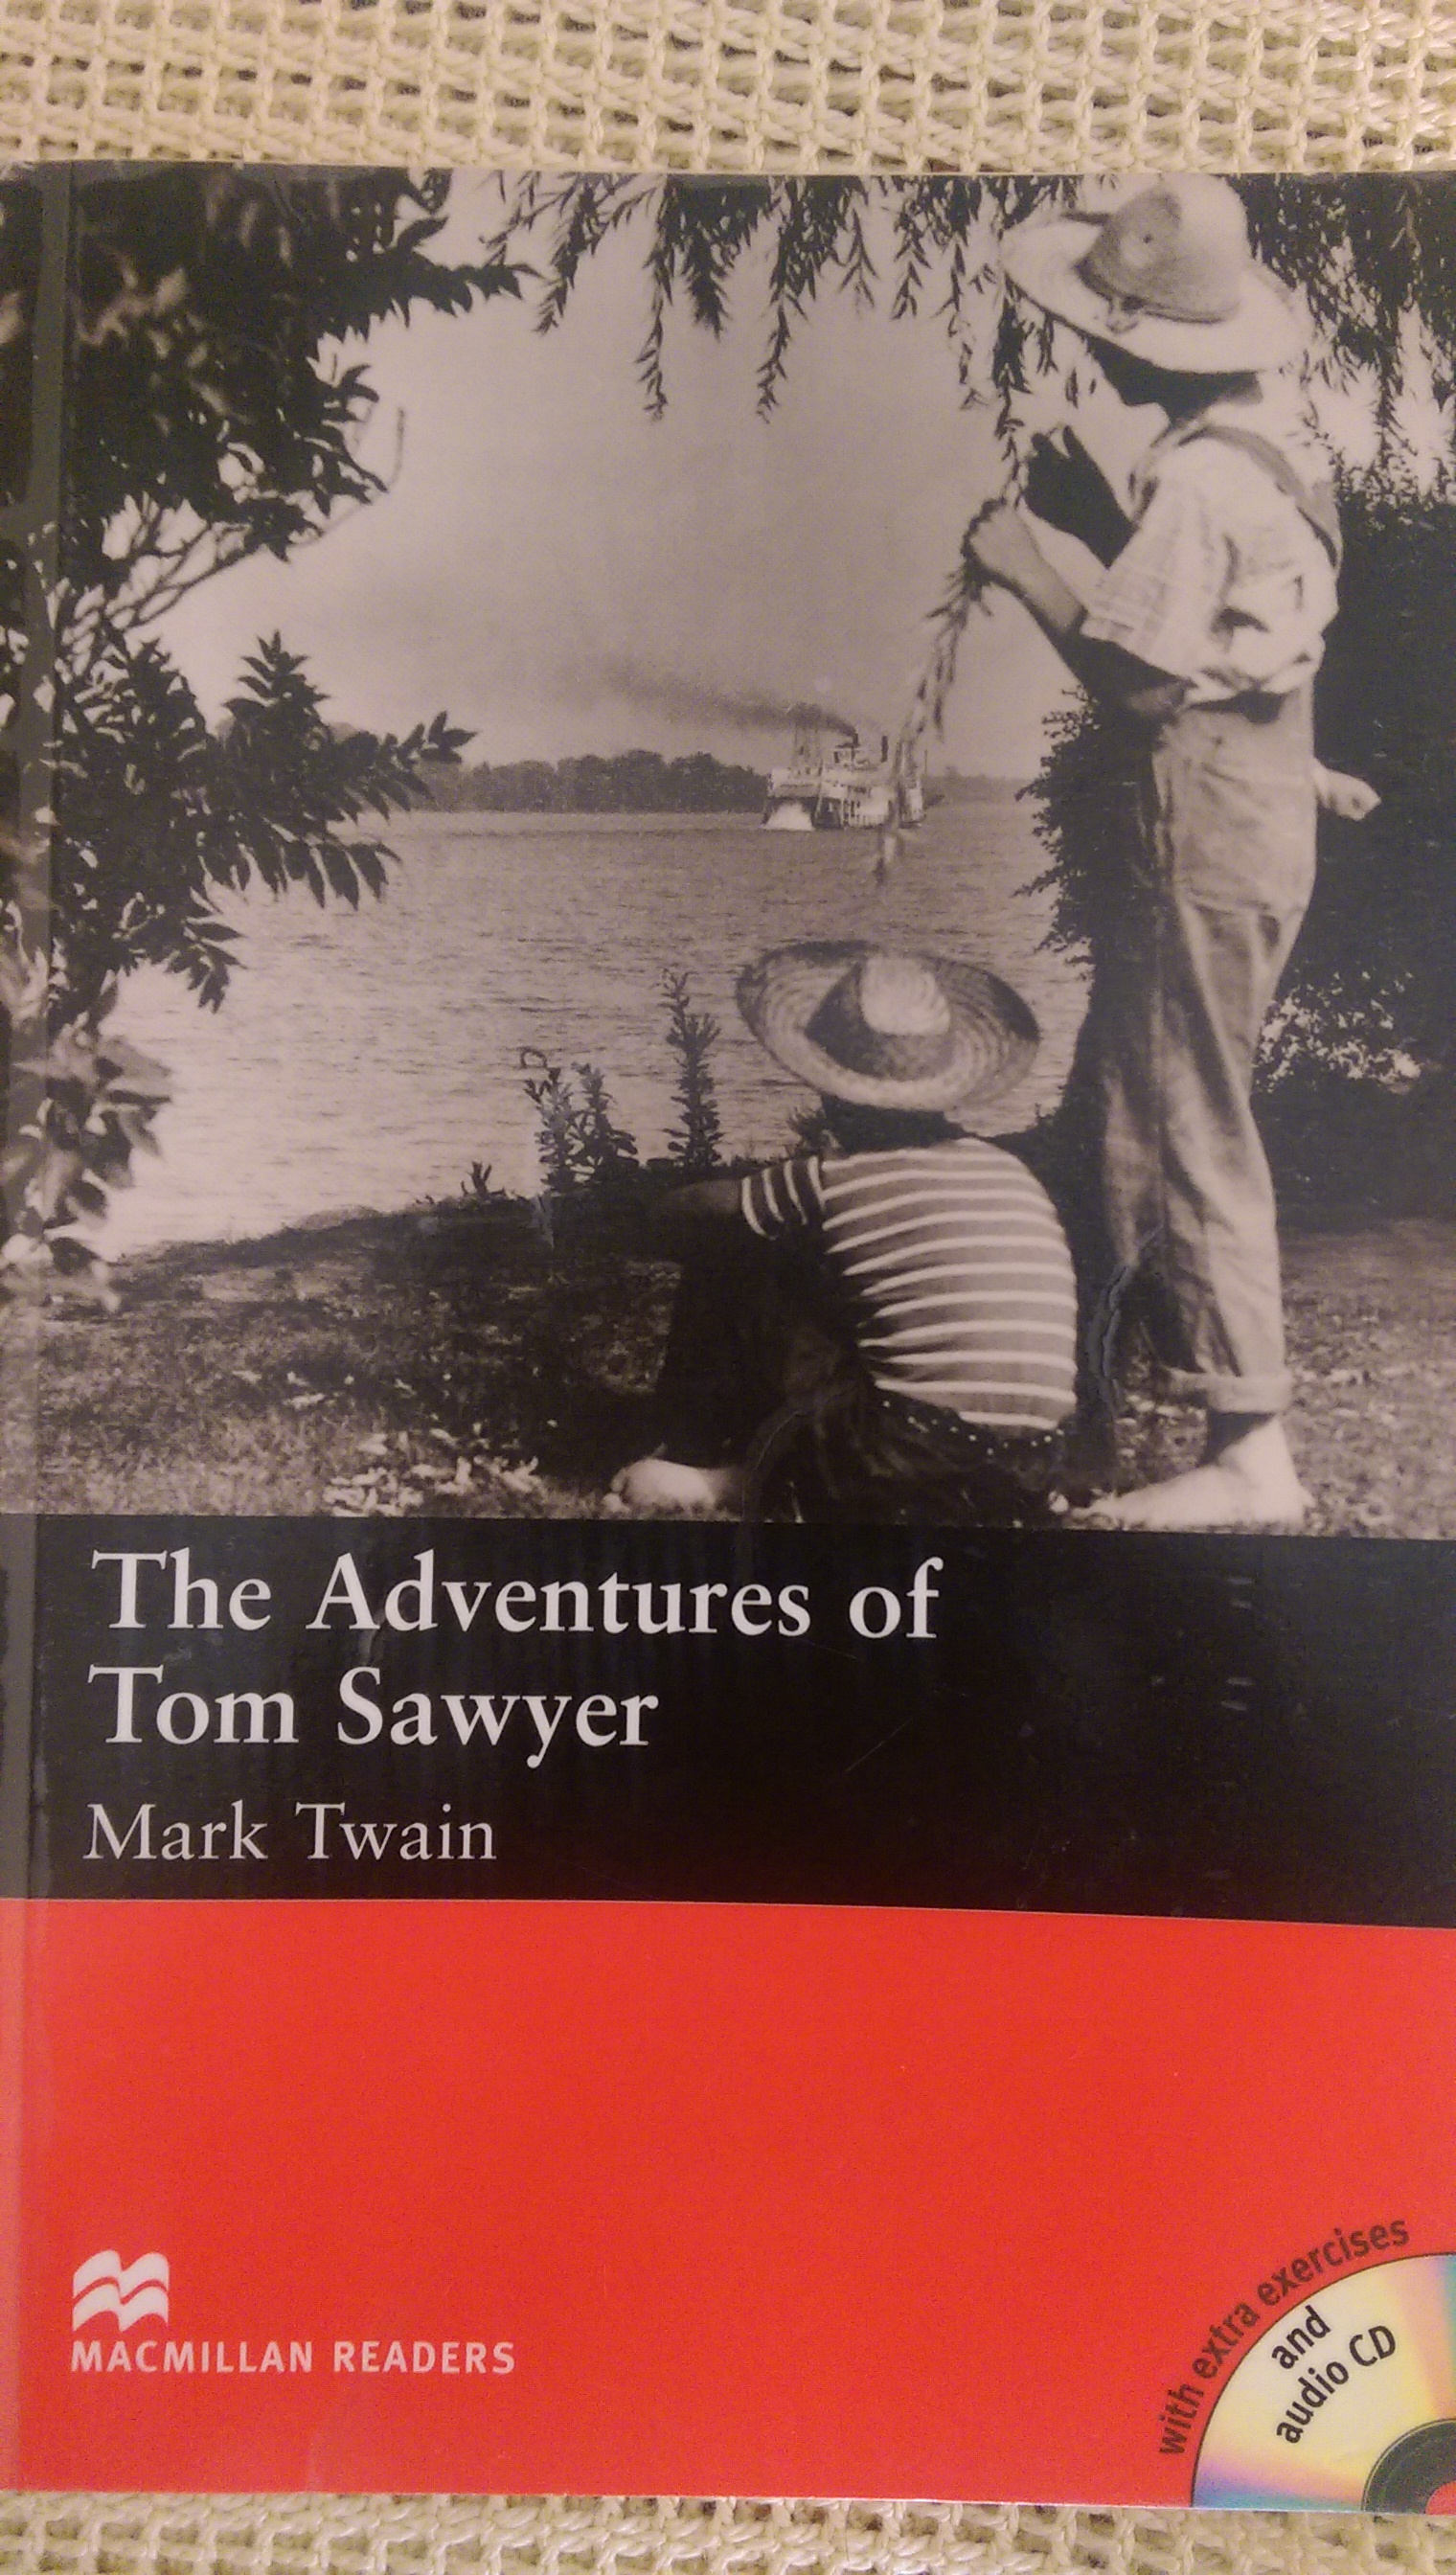 The Adventures of
Tom Sawyer
Mark Twain
MACMILLAN READERS
with extra exercises
and
audio CD